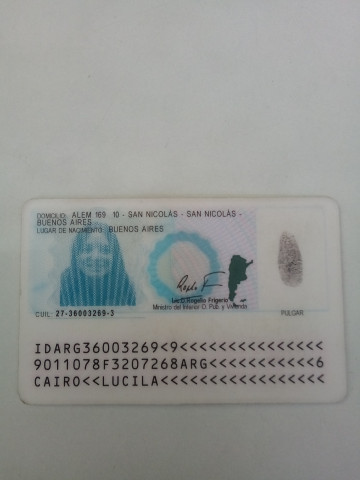 DOMICILIO: ALEM 169 10 - SAN NICOLÁS - SAN NICOLÁS -
BUENOS AIRES
LUGAR DE NACIMIENTO: BUENOS AIRES
Lic. D. Rogelio Frigerio
Ministro del Interior O. Púb. y Vivienda
CUIL: 27-36003269-3
PULGAR
IDARG36003269<9<<<<<<<<<<<<<<<
9011078F3207268ARG<<<<<<<<<<<6
CAIRO<<LUCILA<<<<<<<<<<<<<<<<<